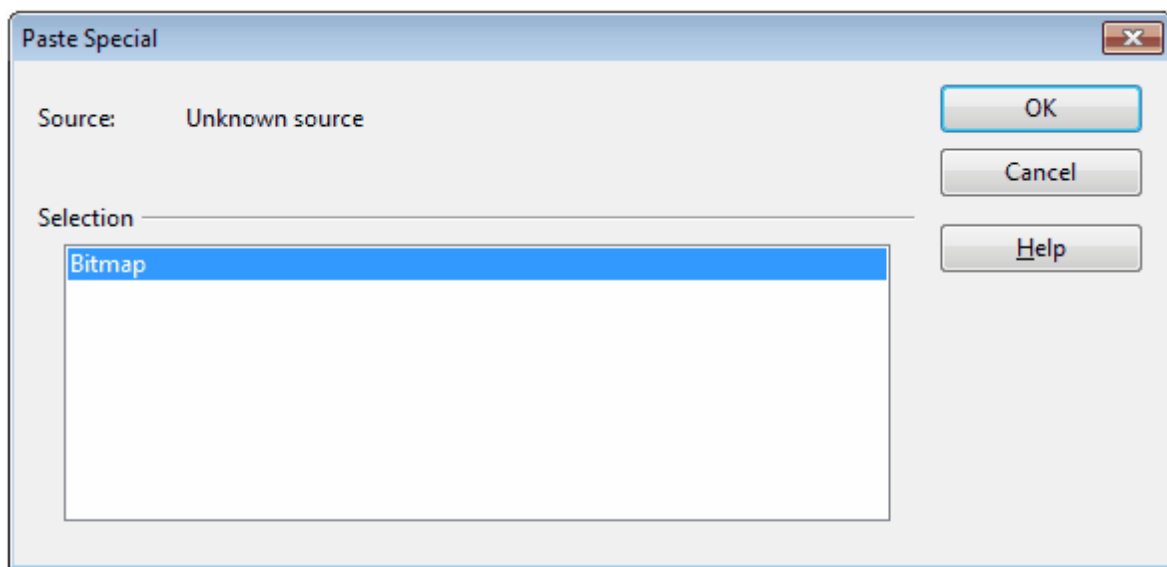 Paste Special
Source: Unknown source
OK
Cancel
Selection
Help
Bitmap